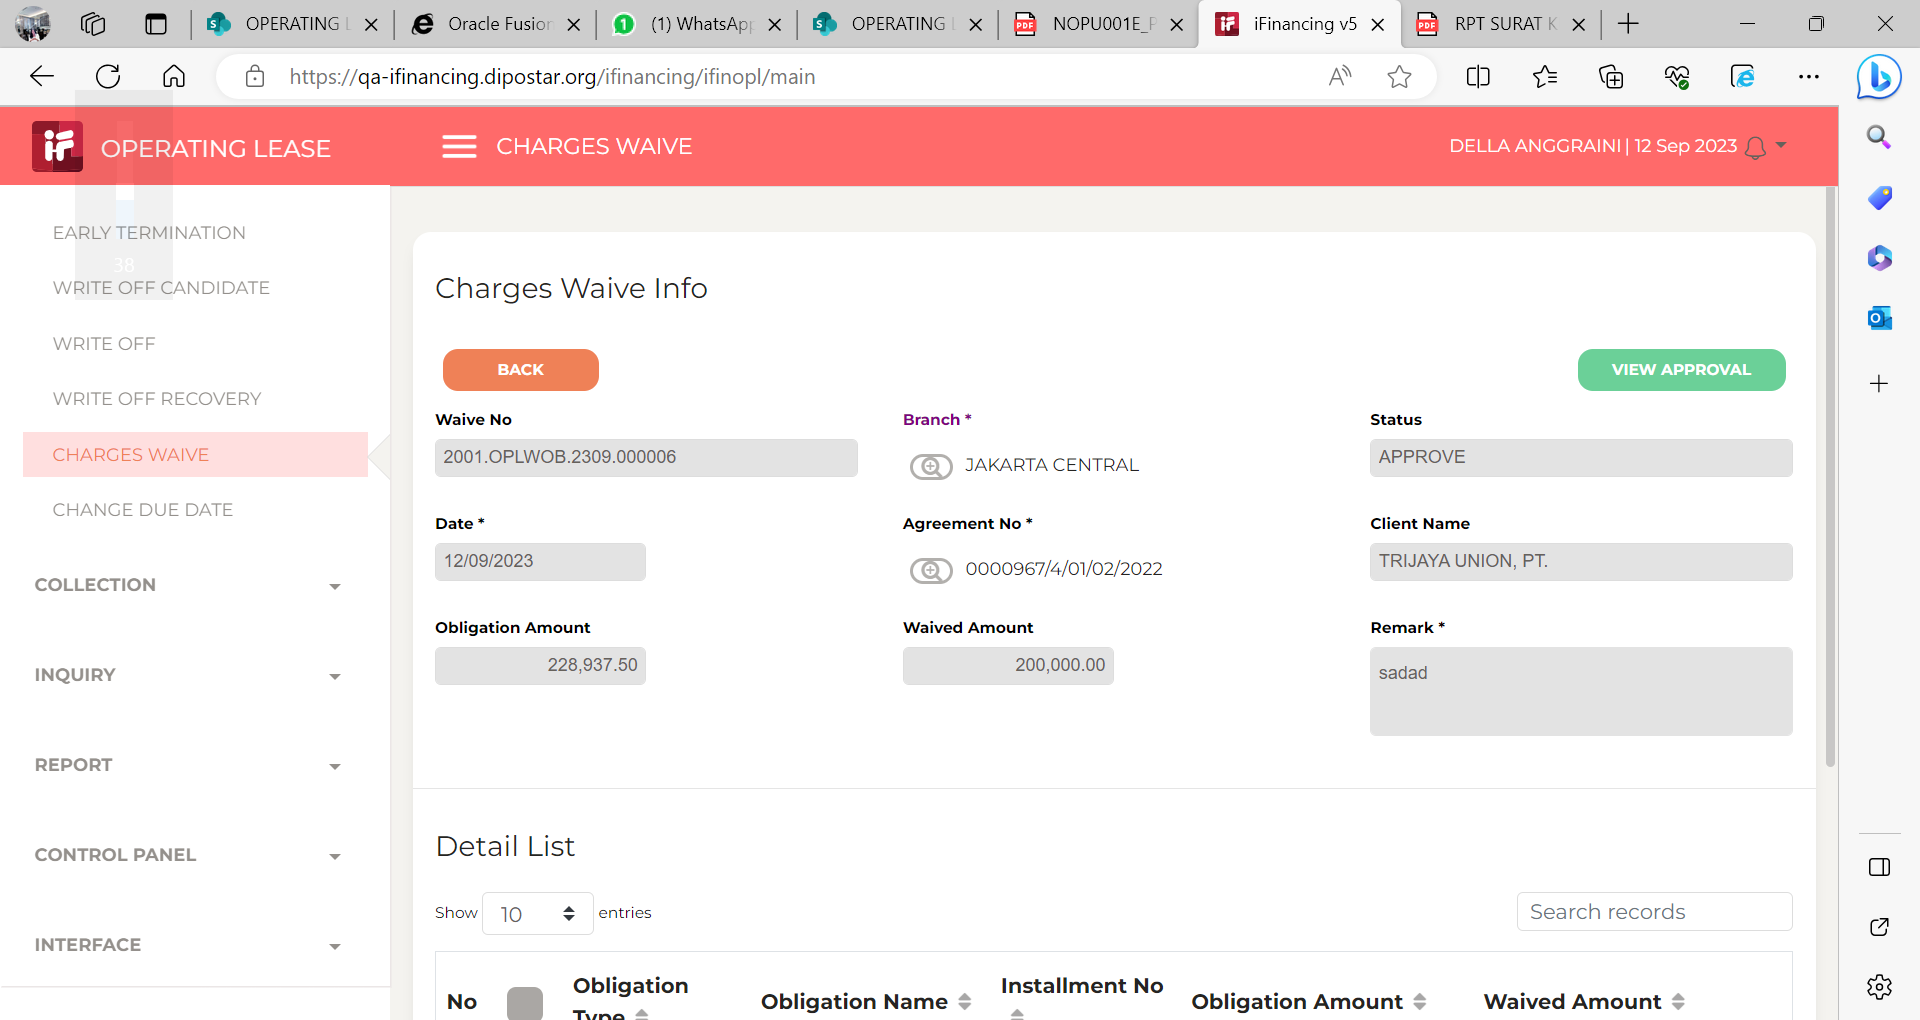 OPERATING L
Oracle Fusion
(1) WhatsApp
OPERATING L
NOPU001E_P
iFinancing v5
RPT SURAT K
https://qa-ifinancing.dipostar.org/ifinancing/ifinopl/main
iF OPERATING LEASE
CHARGES WAIVE
DELLA ANGGRAINI | 12 Sep 2023
EARLY TERMINATION
38
WRITE OFF CANDIDATE
WRITE OFF
WRITE OFF RECOVERY
CHARGES WAIVE
CHANGE DUE DATE
COLLECTION
INQUIRY
REPORT
CONTROL PANEL
INTERFACE
Charges Waive Info
BACK
VIEW APPROVAL
Waive No
2001.OPLWOB.2309.000006
Branch *
JAKARTA CENTRAL
Status
APPROVE
Date *
12/09/2023
Agreement No *
0000967/4/01/02/2022
Client Name
TRIJAYA UNION, PT.
Obligation Amount
228,937.50
Waived Amount
200,000.00
Remark *
sadad
Detail List
Show 10 entries
Search records
No
Obligation
Type
Obligation Name
Installment No
Obligation Amount
Waived Amount